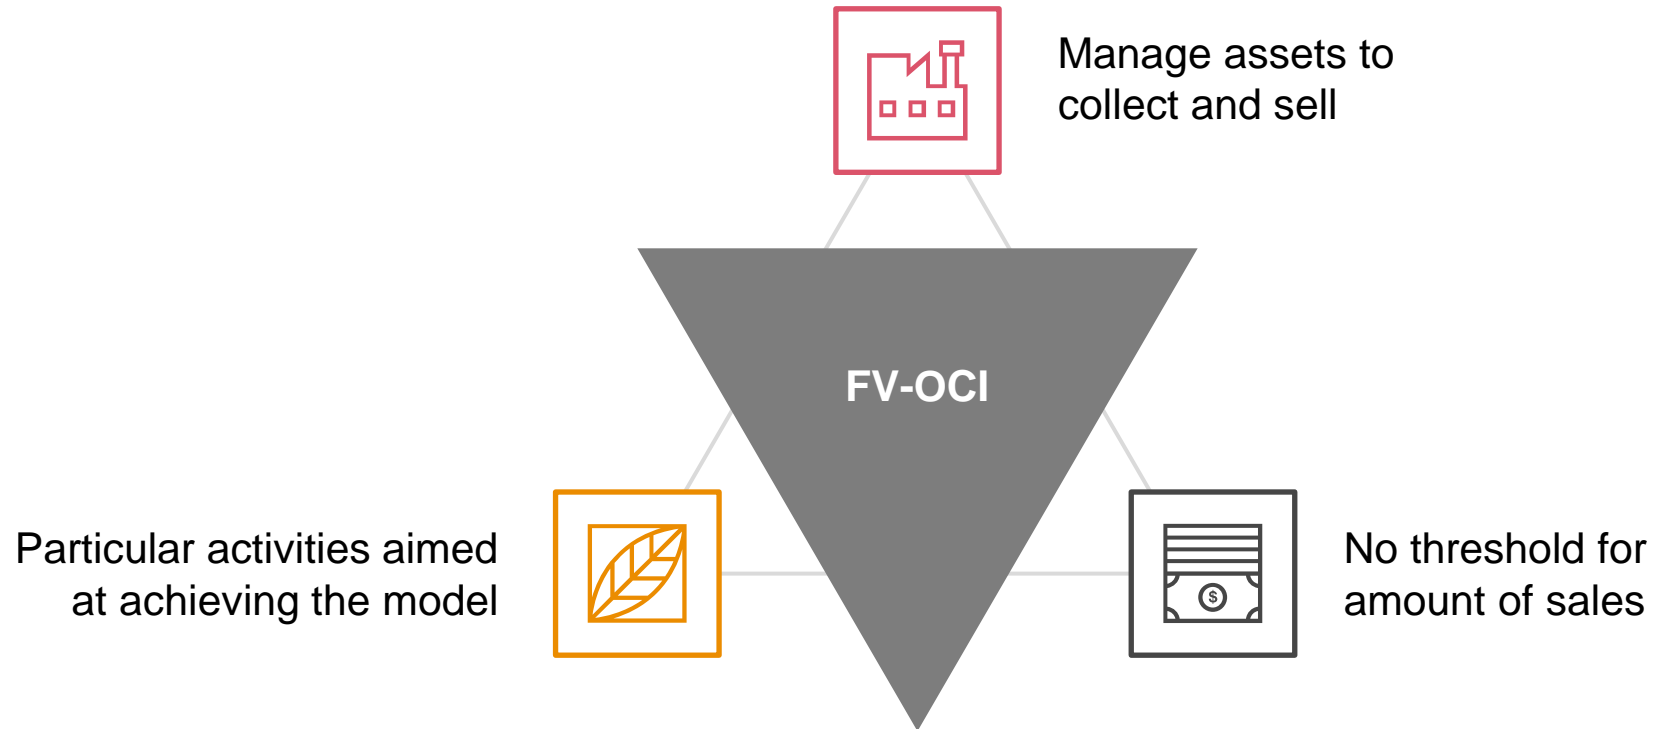 Manage assets to
collect and sell
FV-OCI
Particular activities aimed
at achieving the model
$
No threshold for
amount of sales